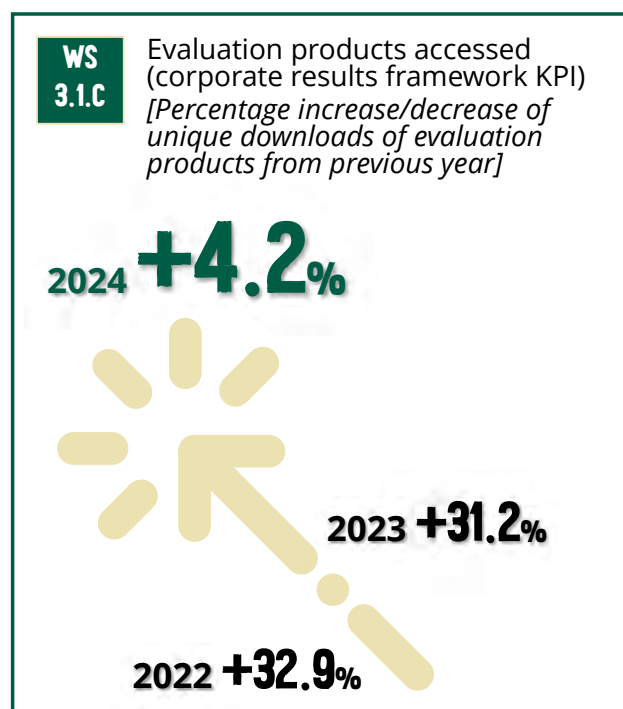 WS
3.1.C
Evaluation products accessed
(corporate results framework KPI)
[Percentage increase/decrease of
unique downloads of evaluation
products from previous year]
2024 +4.2%
2023 +31.2%
2022 +32.9%